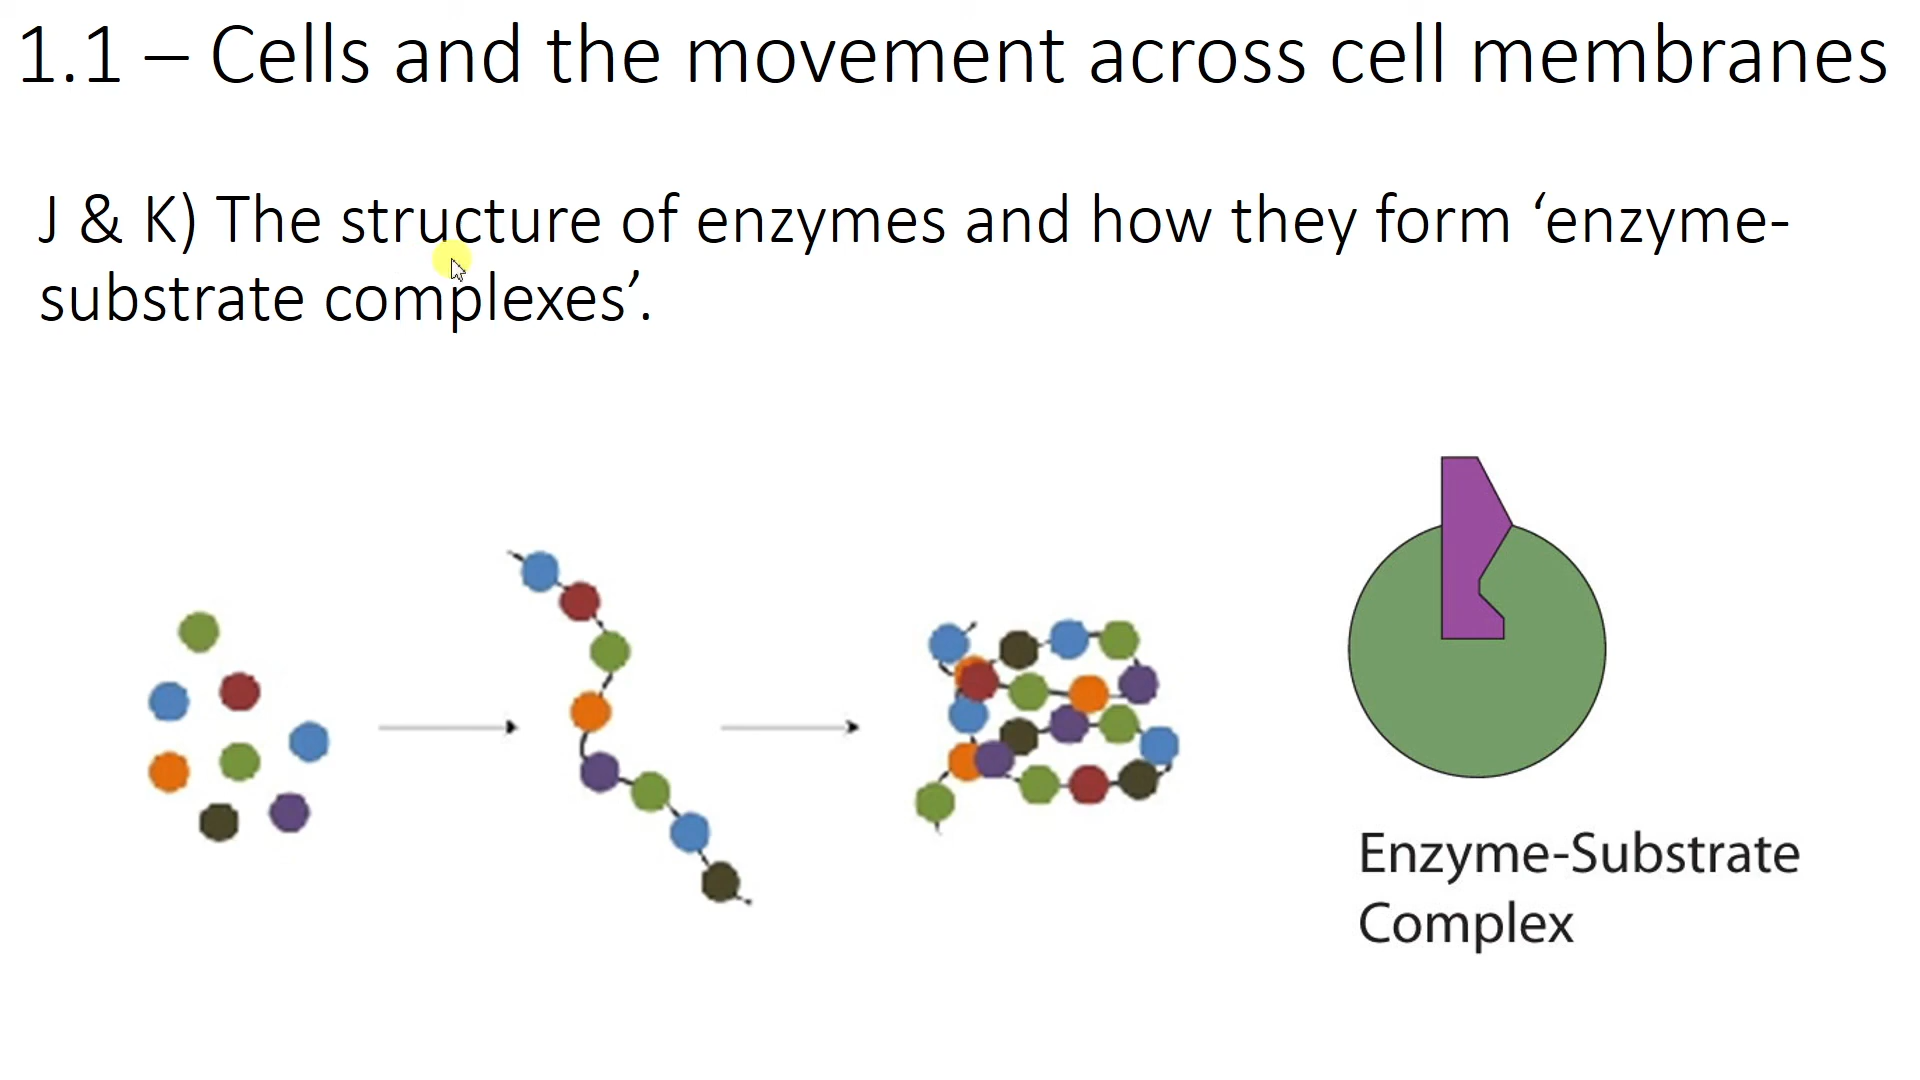 1.1 – Cells and the movement across cell membranes
J & K) The structure of enzymes and how they form ‘enzyme-
substrate complexes’.
Enzyme-Substrate
Complex